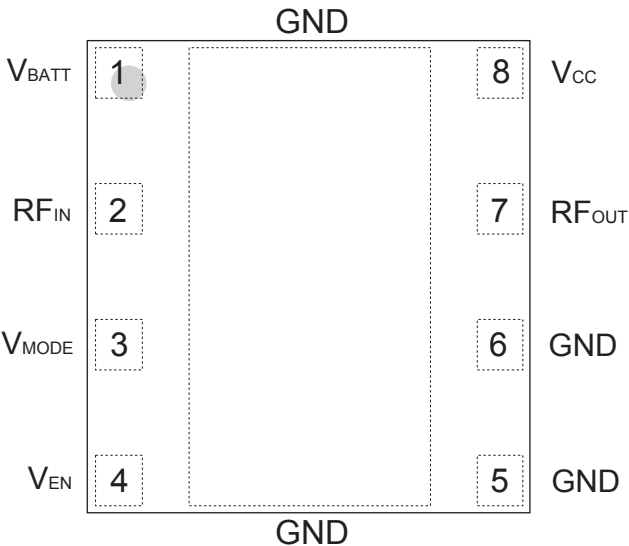 GND
VBATT 1 8 VCC
RFIN 2 7 RFOUT
VMODE 3 6 GND
VEN 4 5 GND
GND